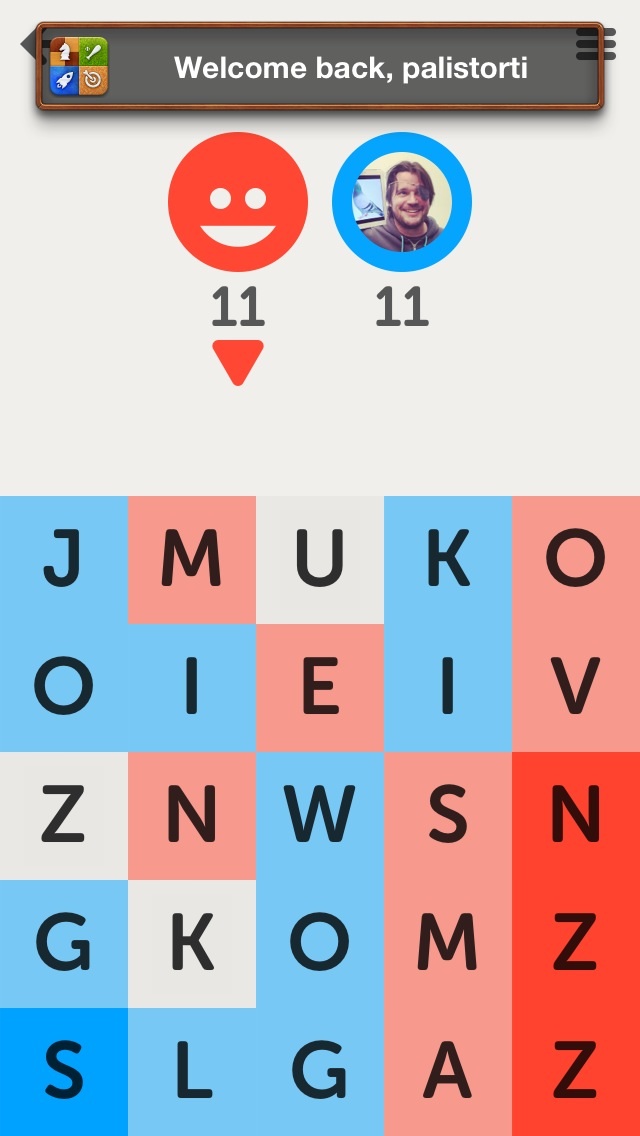 Welcome back, palistorti
11 11
J M U K O
O I E I V
Z N W S N
G K O M Z
S L G A Z